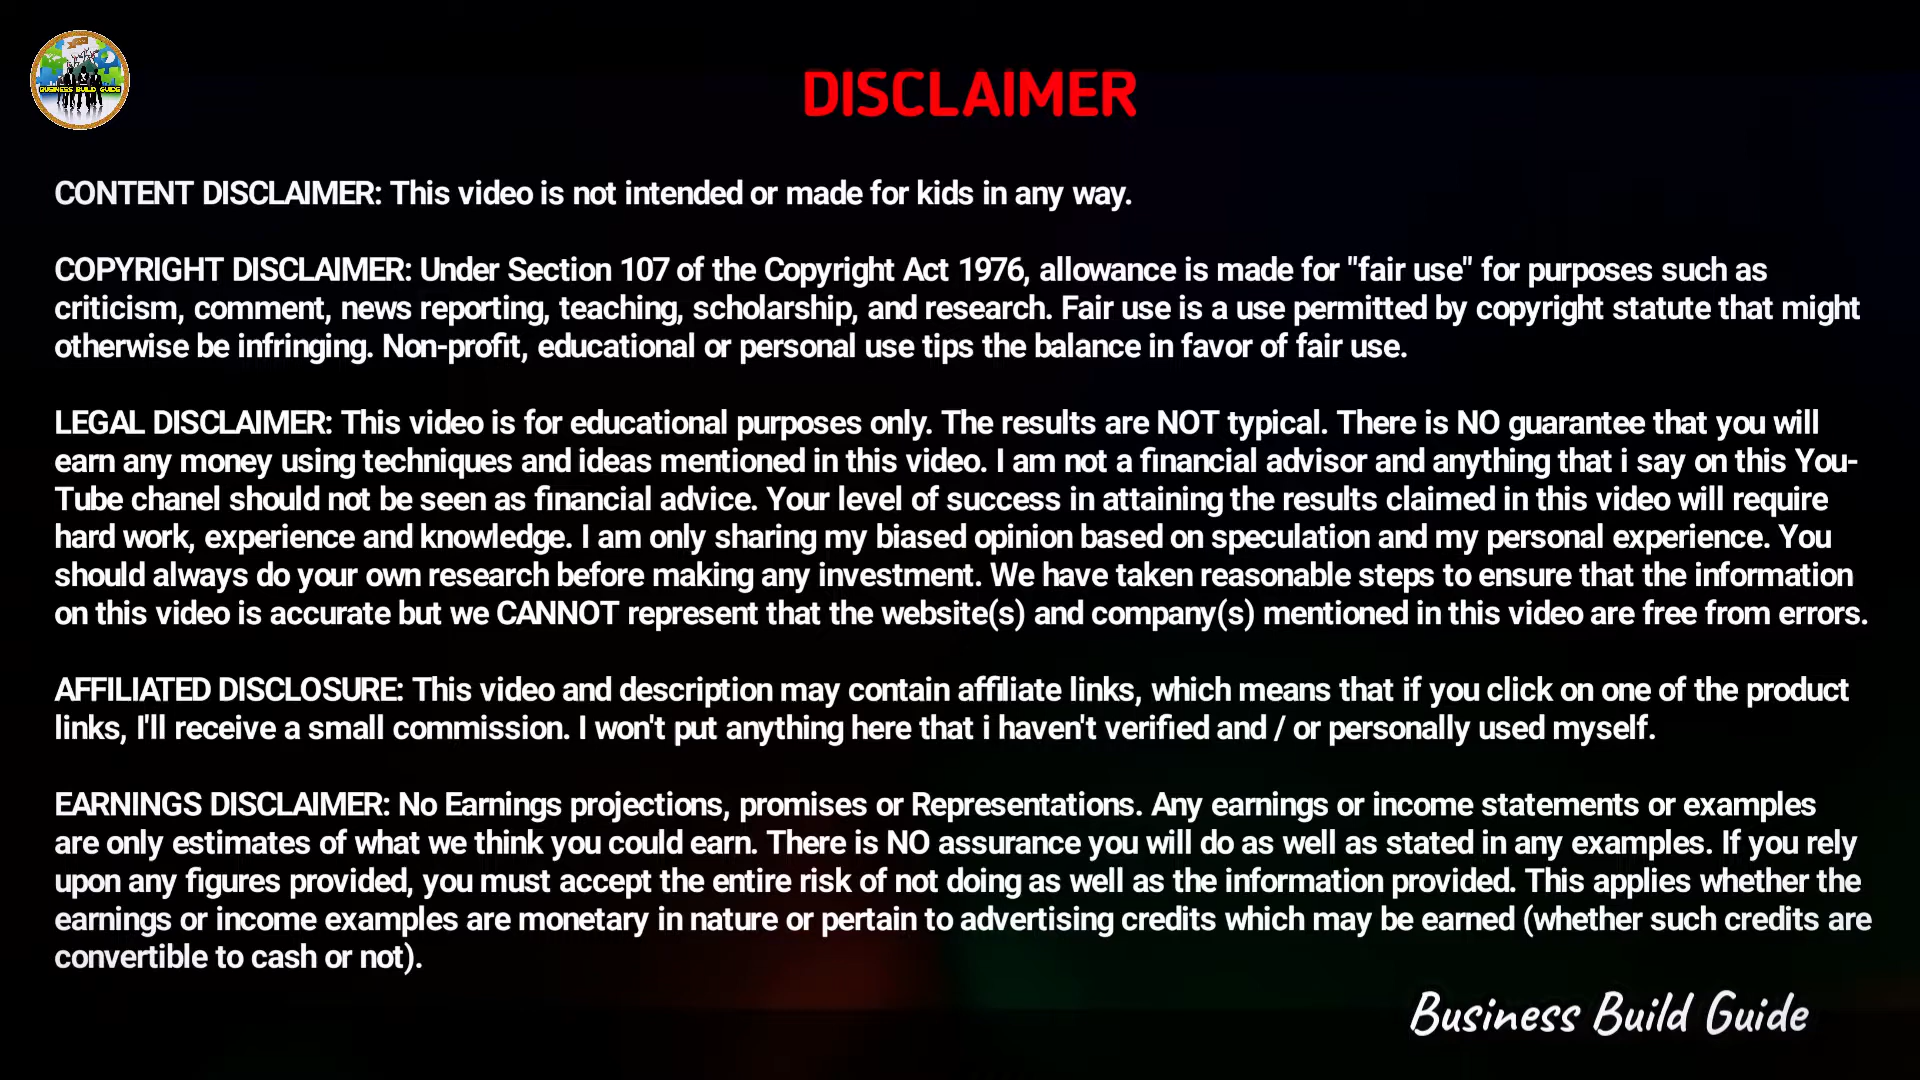 BUSINESS BUILD GUIDE
DISCLAIMER
CONTENT DISCLAIMER: This video is not intended or made for kids in any way.
COPYRIGHT DISCLAIMER: Under Section 107 of the Copyright Act 1976, allowance is made for "fair use" for purposes such as
criticism, comment, news reporting, teaching, scholarship, and research. Fair use is a use permitted by copyright statute that might
otherwise be infringing. Non-profit, educational or personal use tips the balance in favor of fair use.
LEGAL DISCLAIMER: This video is for educational purposes only. The results are NOT typical. There is NO guarantee that you will
earn any money using techniques and ideas mentioned in this video. I am not a financial advisor and anything that i say on this You-
Tube chanel should not be seen as financial advice. Your level of success in attaining the results claimed in this video will require
hard work, experience and knowledge. I am only sharing my biased opinion based on speculation and my personal experience. You
should always do your own research before making any investment. We have taken reasonable steps to ensure that the information
on this video is accurate but we CANNOT represent that the website(s) and company(s) mentioned in this video are free from errors.
AFFILIATED DISCLOSURE: This video and description may contain affiliate links, which means that if you click on one of the product
links, I'll receive a small commission. I won't put anything here that i haven't verified and / or personally used myself.
EARNINGS DISCLAIMER: No Earnings projections, promises or Representations. Any earnings or income statements or examples
are only estimates of what we think you could earn. There is NO assurance you will do as well as stated in any examples. If you rely
upon any figures provided, you must accept the entire risk of not doing as well as the information provided. This applies whether the
earnings or income examples are monetary in nature or pertain to advertising credits which may be earned (whether such credits are
convertible to cash or not).
Business Build Guide